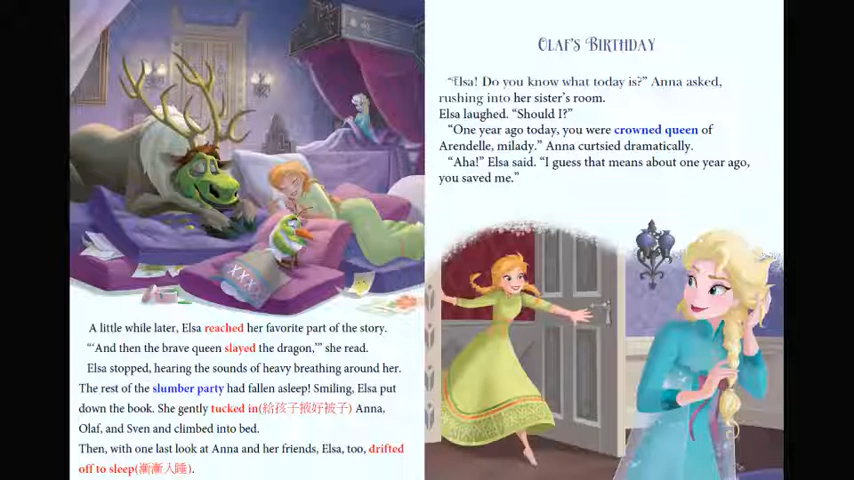 A little while later, Elsa reached her favorite part of the story.
“‘And then the brave queen slayed the dragon,’” she read.
Elsa stopped, hearing the sounds of heavy breathing around her.
The rest of the slumber party had fallen asleep! Smiling, Elsa put
down the book. She gently tucked in(給孩子掖好被子) Anna,
Olaf, and Sven and climbed into bed.
Then, with one last look at Anna and her friends, Elsa, too, drifted
off to sleep(漸漸入睡).
OLAF’S BIRTHDAY
“Elsa! Do you know what today is?” Anna asked,
rushing into her sister’s room.
Elsa laughed. “Should I?”
“One year ago today, you were crowned queen of
Arendelle, milady.” Anna curtsied dramatically.
“Aha!” Elsa said. “I guess that means about one year ago,
you saved me.”